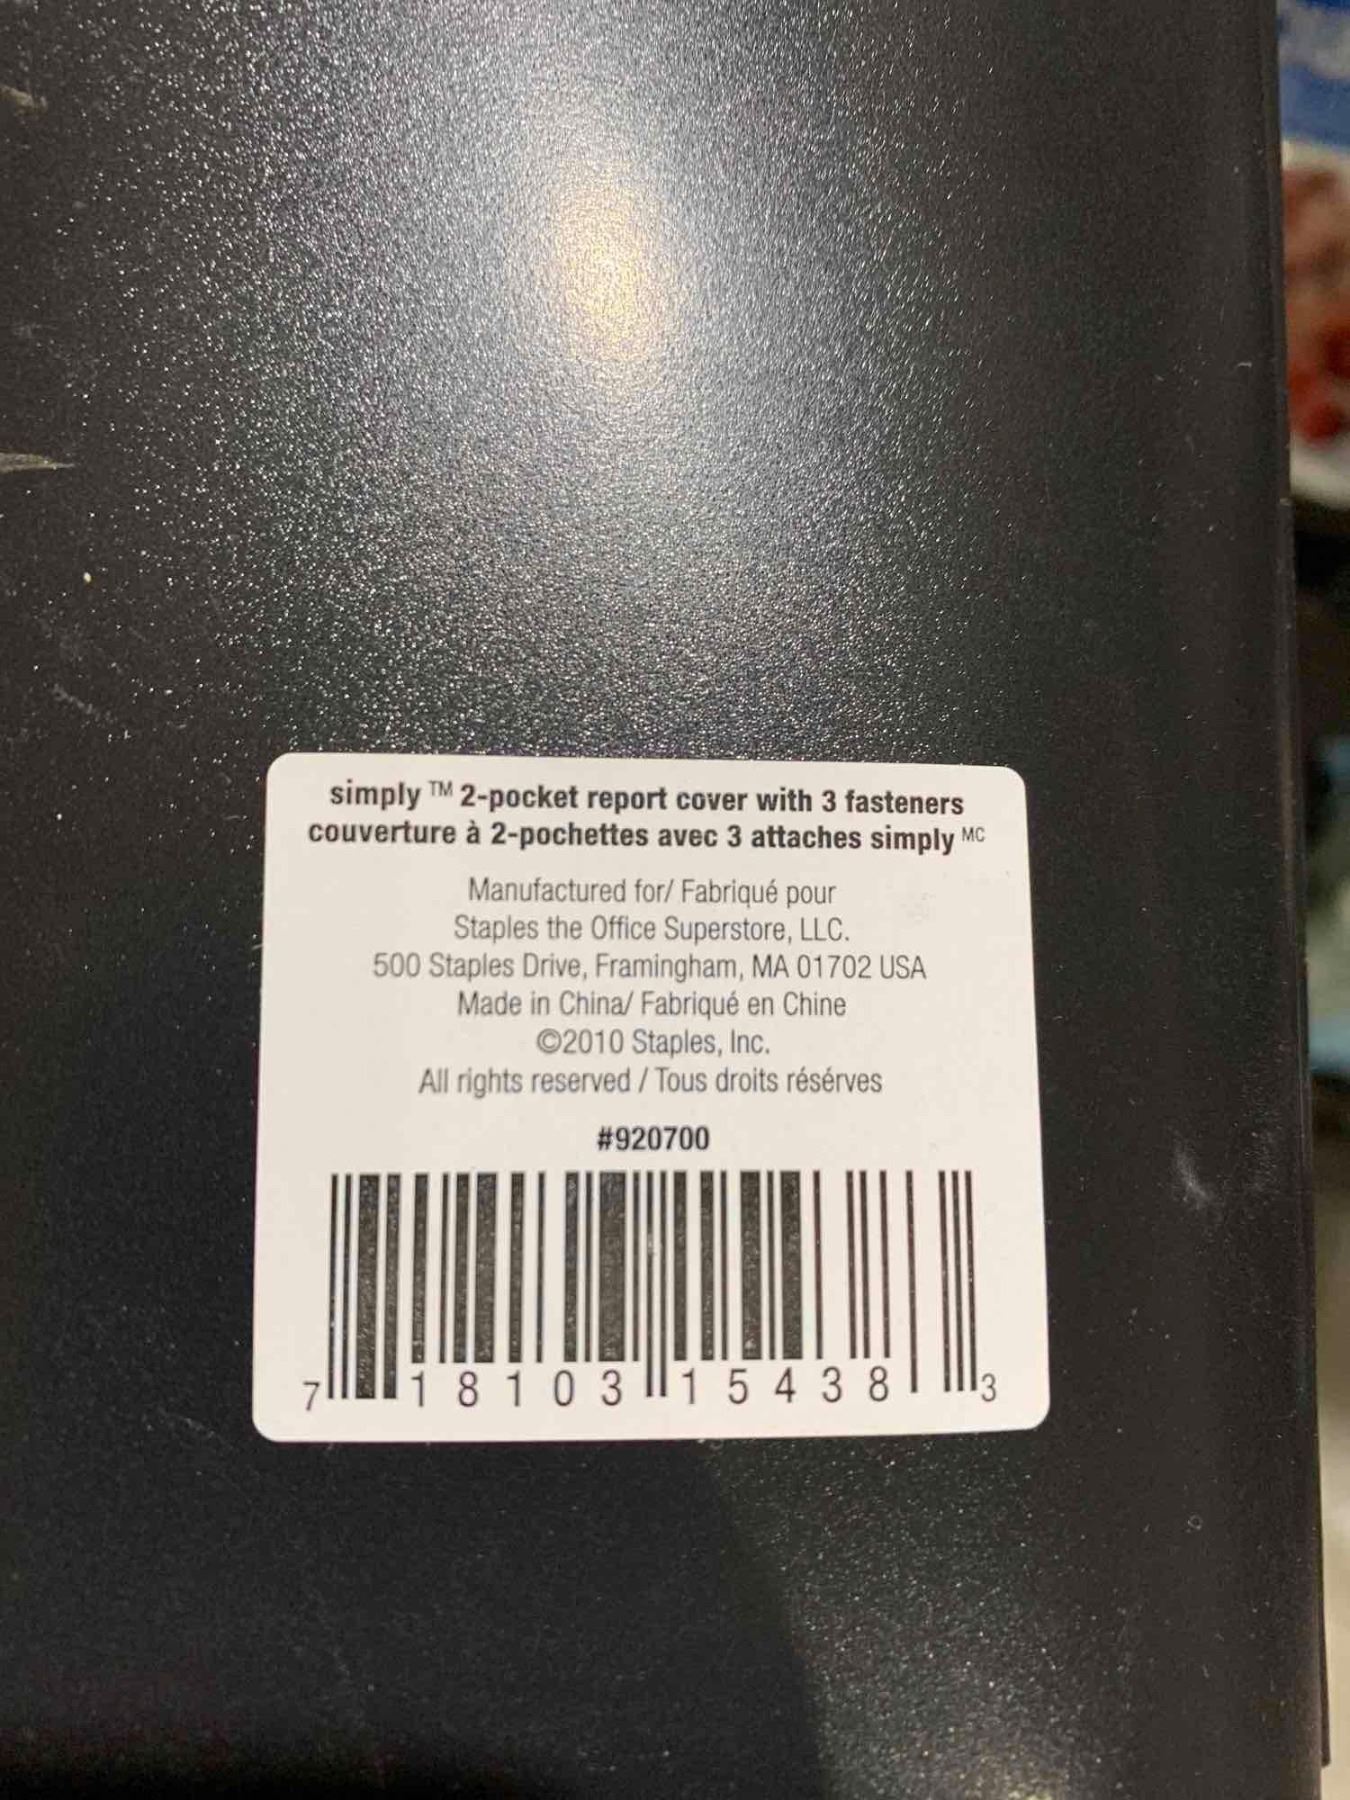 simply ™ 2-pocket report cover with 3 fasteners
couverture à 2-pochettes avec 3 attaches simply ᴹᶜ
Manufactured for/ Fabriqué pour
Staples the Office Superstore, LLC.
500 Staples Drive, Framingham, MA 01702 USA
Made in China/ Fabriqué en Chine
©2010 Staples, Inc.
All rights reserved / Tous droits résérves
#920700
7 18103 15438 3